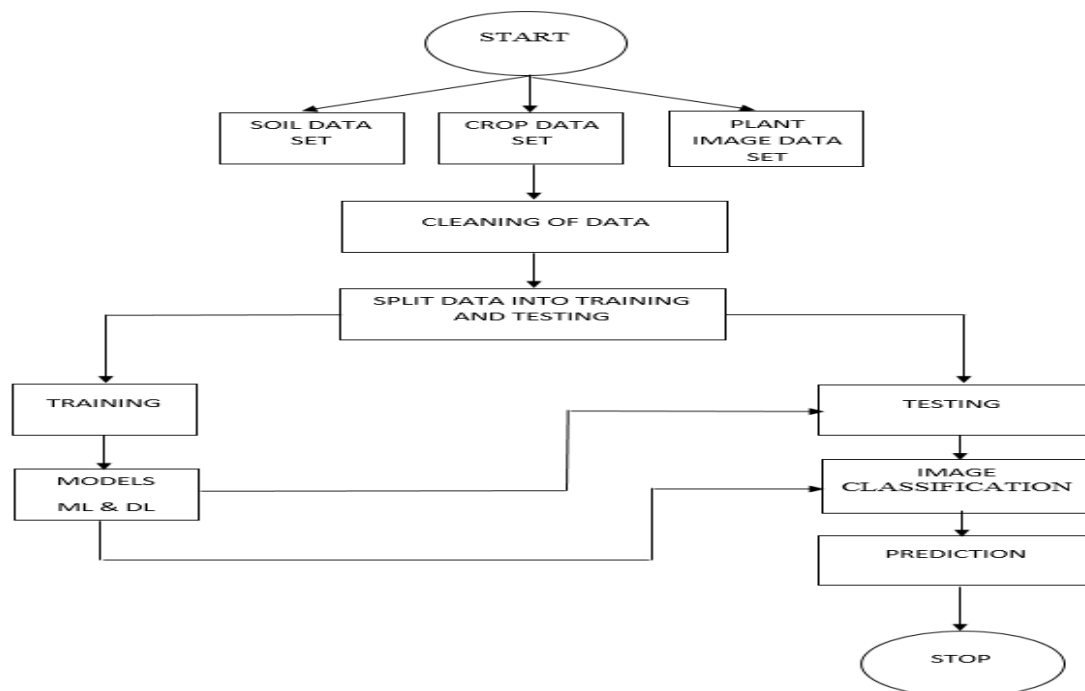 START
SOIL DATA
SET
CROP DATA
SET
PLANT
IMAGE DATA
SET
CLEANING OF DATA
SPLIT DATA INTO TRAINING
AND TESTING
TRAINING
TESTING
MODELS
ML & DL
IMAGE
CLASSIFICATION
PREDICTION
STOP